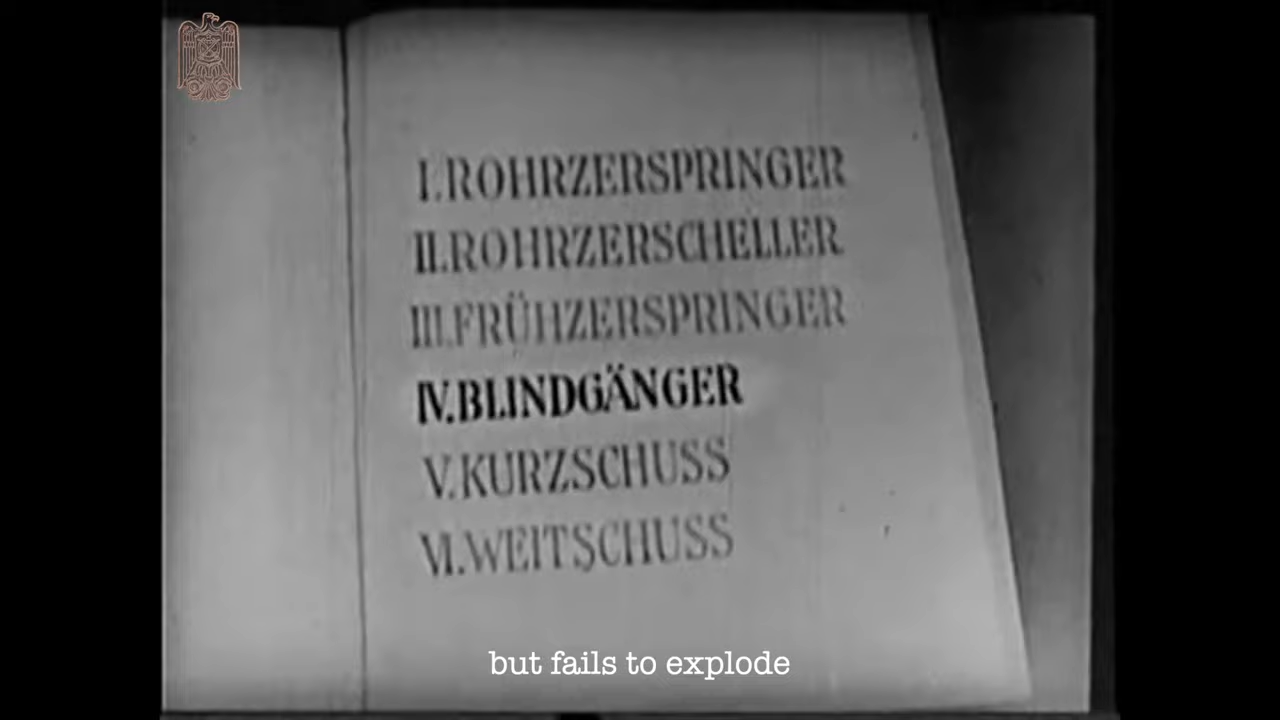 I. ROHRZERSPRINGER
II. ROHRZERSCHELLER
III. FRÜHZERSPRINGER
IV. BLINDGÄNGER
V. KURZSCHUSS
VI. WEITSCHUSS
but fails to explode